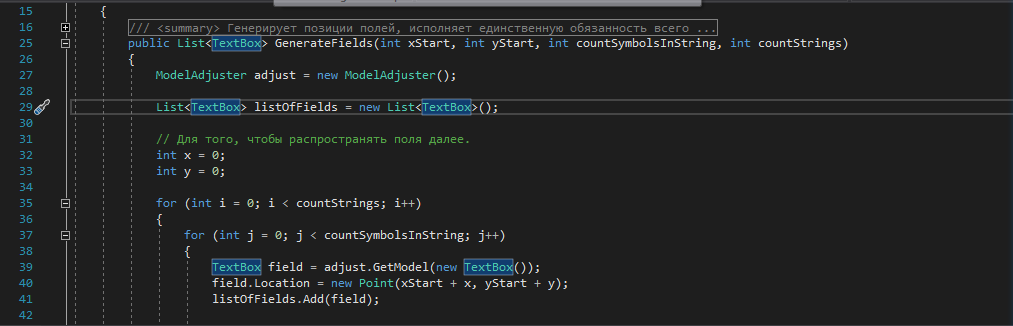 15 {
16 /// <summary> Генерирует позиции полей, исполняет единственную обязанность всего ...
25 public List<TextBox> GenerateFields(int xStart, int yStart, int countSymbolsInString, int countStrings)
26 {
27 ModelAdjuster adjust = new ModelAdjuster();
28
29 List<TextBox> listOfFields = new List<TextBox>();
30
31 // Для того, чтобы распространять поля далее.
32 int x = 0;
33 int y = 0;
34
35 for (int i = 0; i < countStrings; i++)
36 {
37 for (int j = 0; j < countSymbolsInString; j++)
38 {
39 TextBox field = adjust.GetModel(new TextBox());
40 field.Location = new Point(xStart + x, yStart + y);
41 listOfFields.Add(field);
42